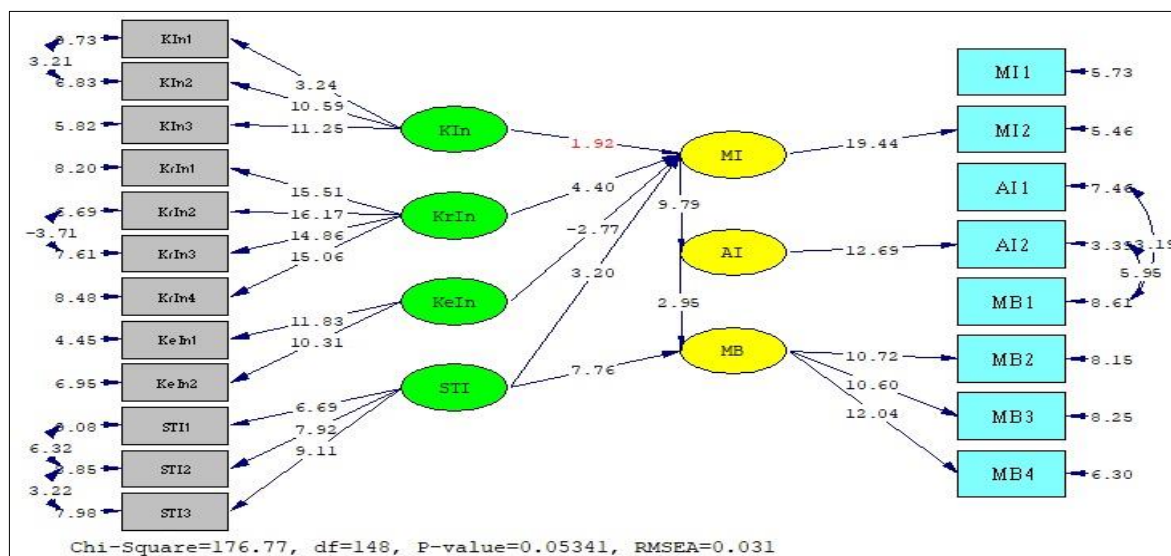 KIn1
3.21
KIn2
6.83
KIn3
5.82
KrIn1
8.20
KrIn2
-3.71
KrIn3
7.61
KrIn4
8.48
KeIn1
4.45
KeIn2
6.95
STI1
6.32
STI2
3.22
STI3
7.98
3.24
10.59
11.25
15.51
16.17
14.86
15.06
11.83
10.31
6.69
7.92
9.11
KIn
KrIn
KeIn
STI
1.92
4.40
-2.77
3.20
7.76
MI
9.79
AI
2.95
MB
19.44
12.69
10.72
10.60
12.04
MI1
5.73
MI2
5.46
AI1
7.46
AI2
3.39
3.19
5.95
MB1
8.61
MB2
8.15
MB3
8.25
MB4
6.30
Chi-Square=176.77, df=148, P-value=0.05341, RMSEA=0.031